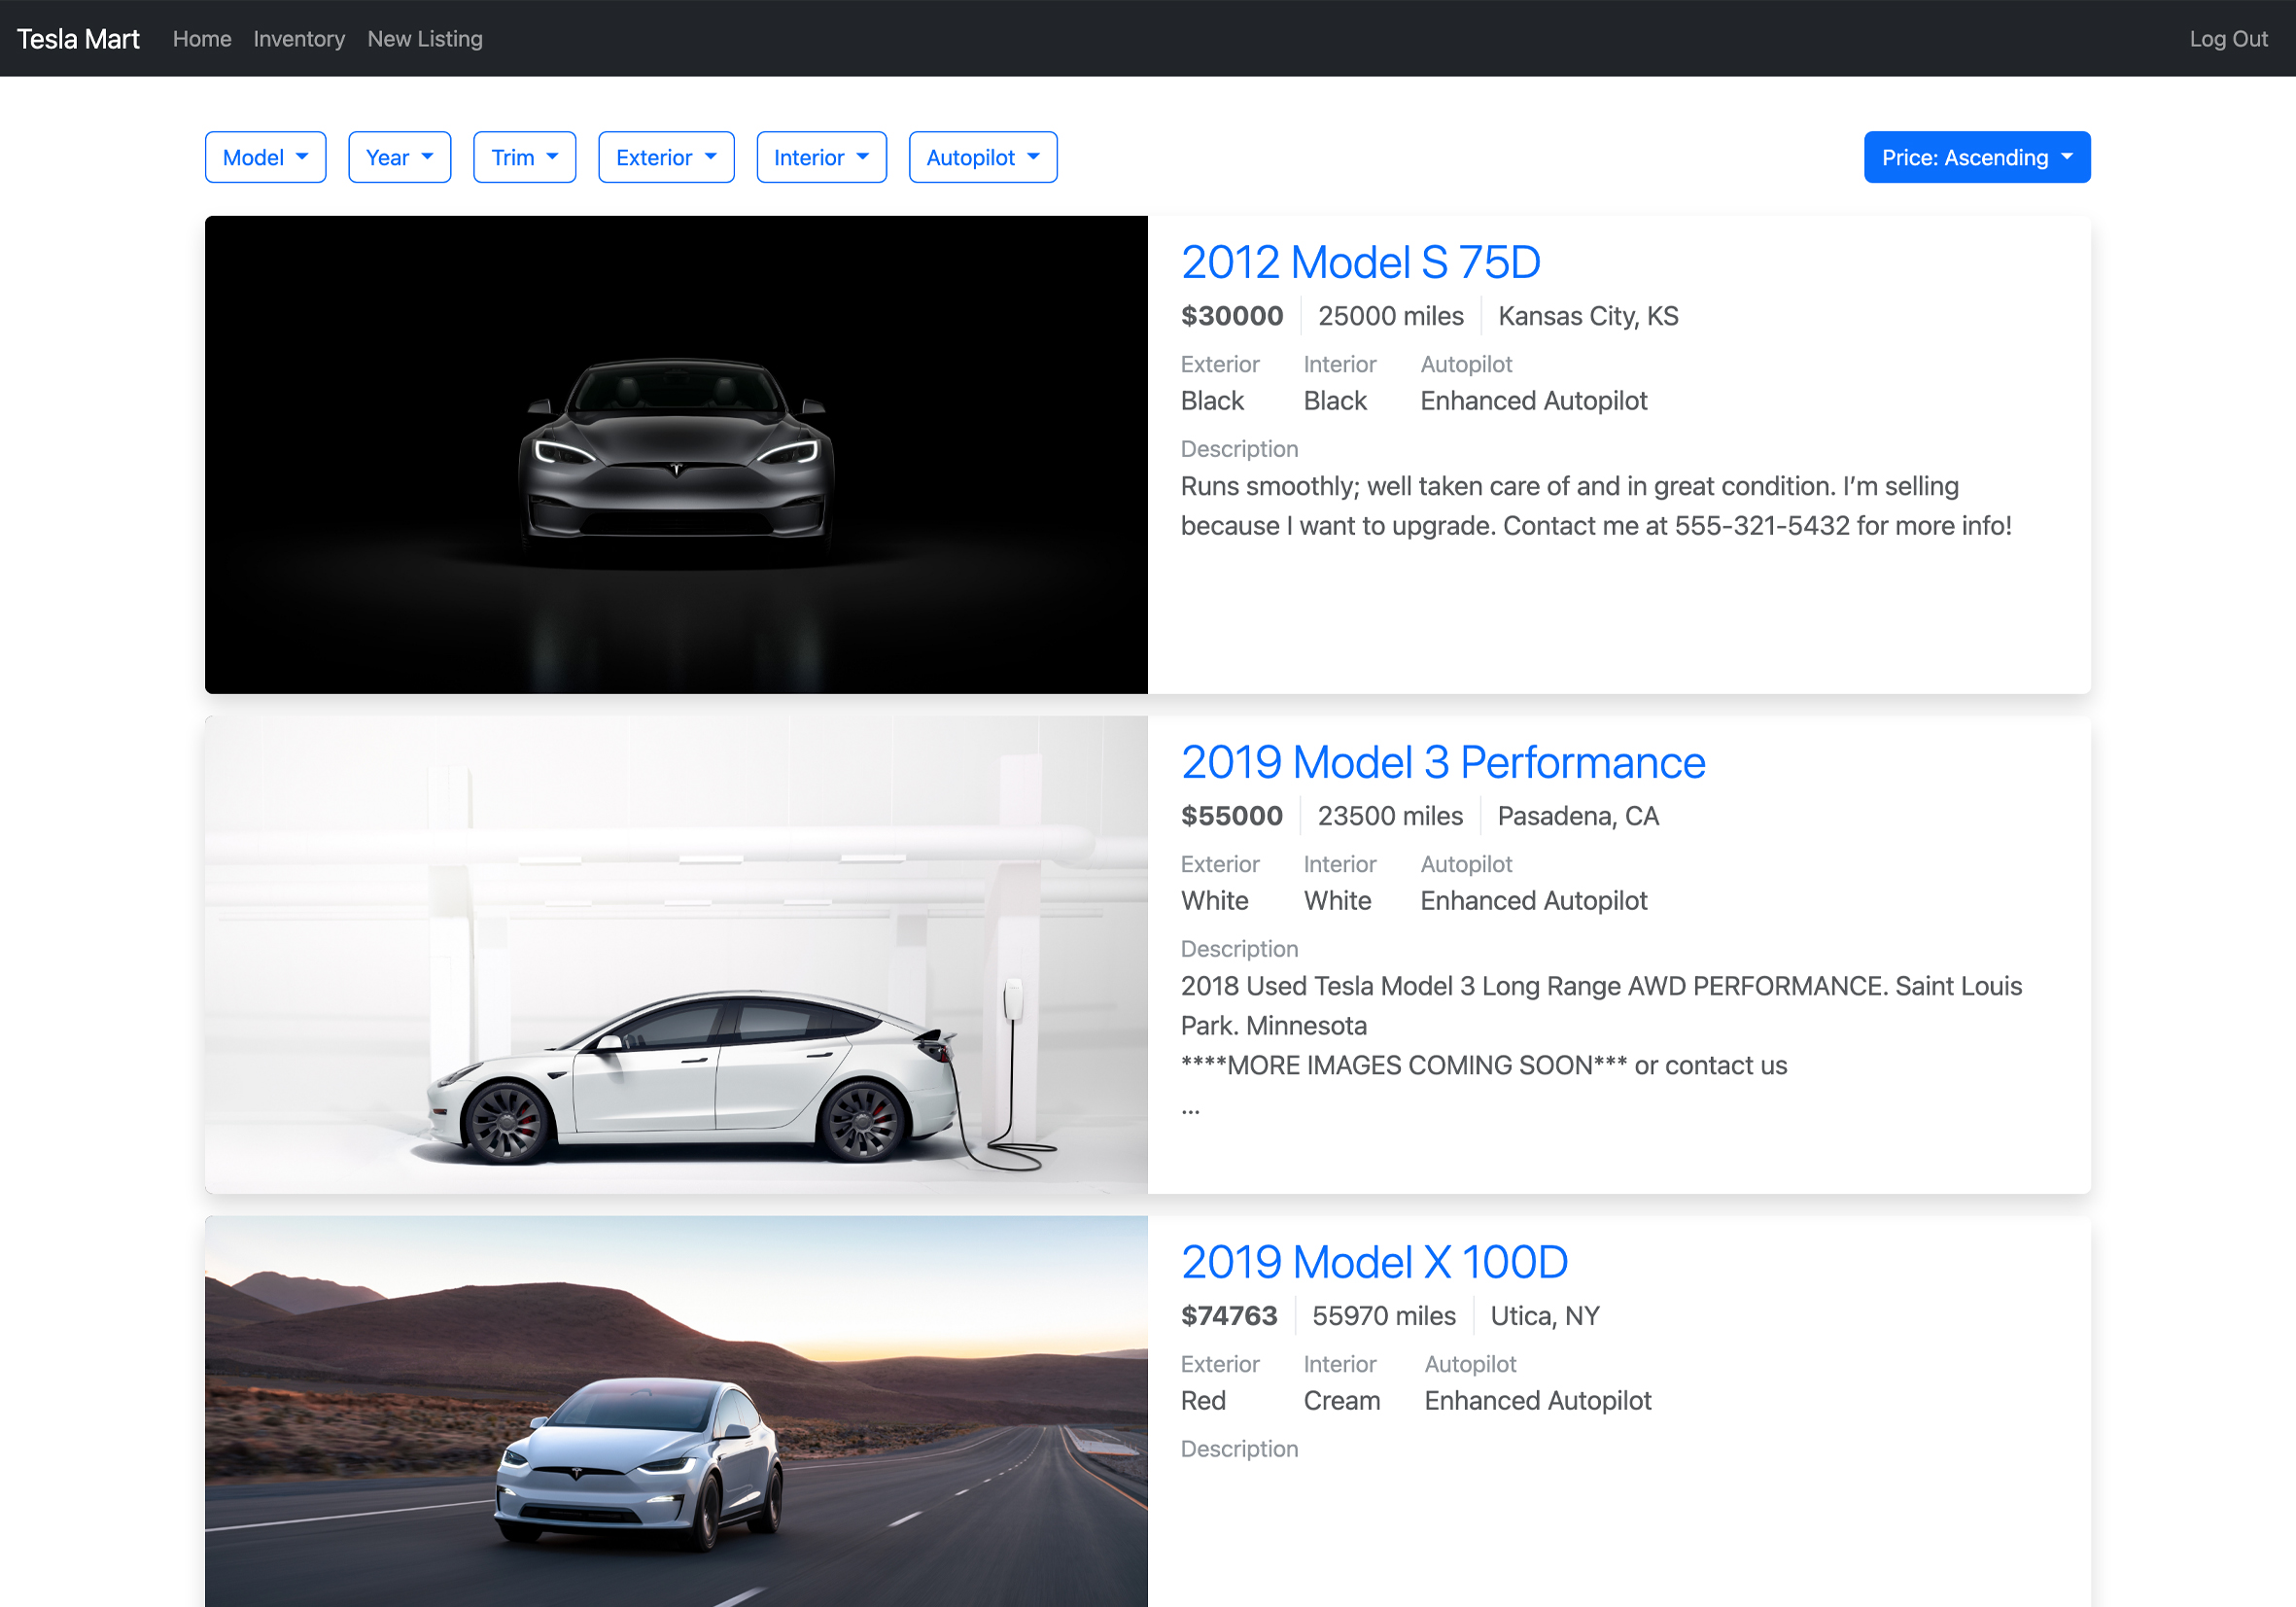 Tesla Mart Home Inventory New Listing Log Out
Model Year Trim Exterior Interior Autopilot Price: Ascending
2012 Model S 75D
$30000 25000 miles Kansas City, KS
Exterior Interior Autopilot
Black Black Enhanced Autopilot
Description
Runs smoothly; well taken care of and in great condition. I’m selling
because I want to upgrade. Contact me at 555-321-5432 for more info!
2019 Model 3 Performance
$55000 23500 miles Pasadena, CA
Exterior Interior Autopilot
White White Enhanced Autopilot
Description
2018 Used Tesla Model 3 Long Range AWD PERFORMANCE. Saint Louis
Park. Minnesota
****MORE IMAGES COMING SOON*** or contact us
...
2019 Model X 100D
$74763 55970 miles Utica, NY
Exterior Interior Autopilot
Red Cream Enhanced Autopilot
Description